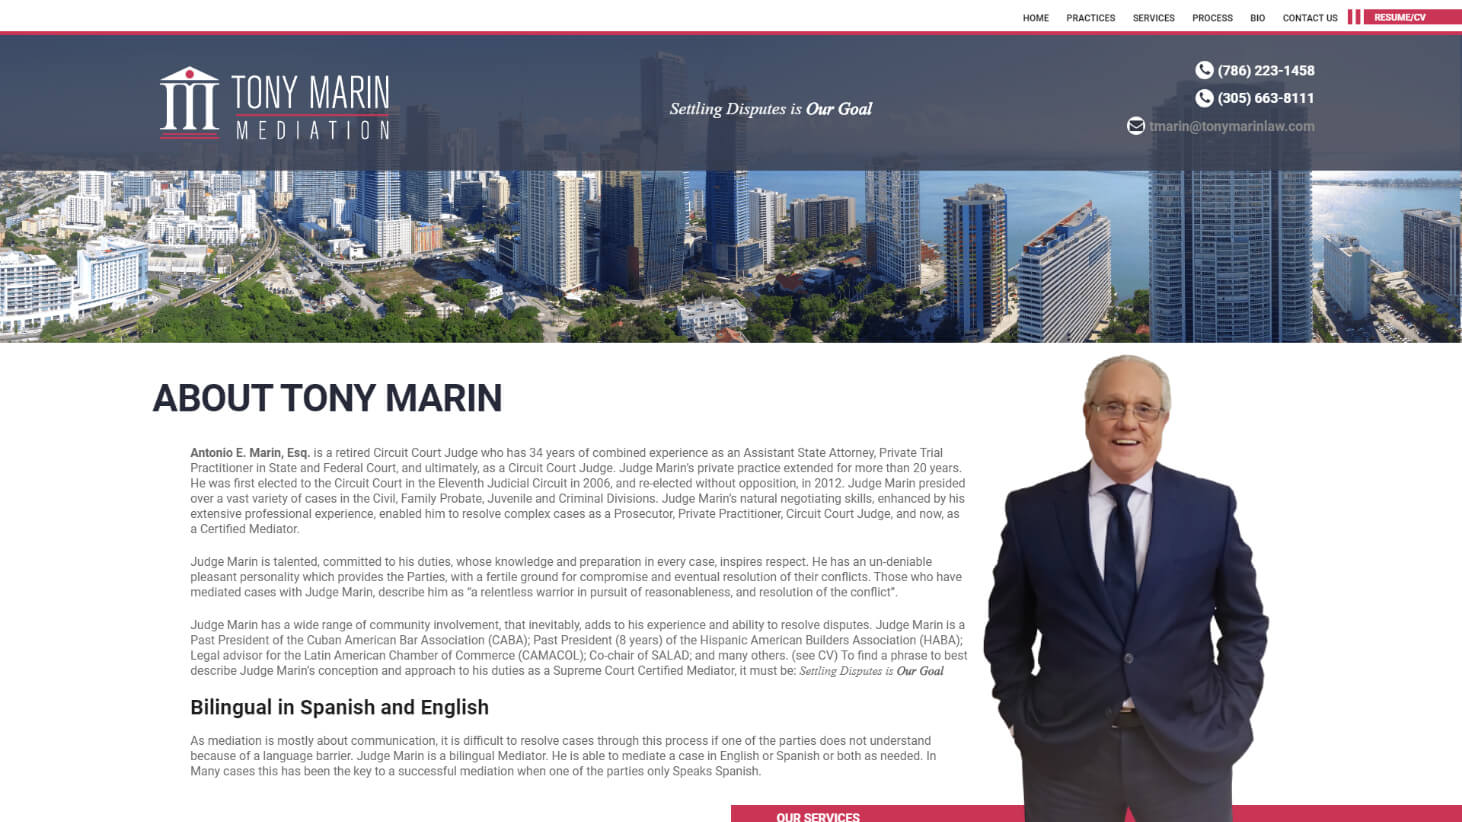 HOME PRACTICES SERVICES PROCESS BIO CONTACT US RESUME/CV
TONY MARIN
MEDIATION
Settling Disputes is Our Goal
(786) 223-1458
(305) 663-8111
tmarin@tonymarinlaw.com
ABOUT TONY MARIN
Antonio E. Marin, Esq. is a retired Circuit Court Judge who has 34 years of combined experience as an Assistant State Attorney, Private Trial
Practitioner in State and Federal Court, and ultimately, as a Circuit Court Judge. Judge Marin's private practice extended for more than 20 years.
He was first elected to the Circuit Court in the Eleventh Judicial Circuit in 2006, and re-elected without opposition, in 2012. Judge Marin presided
over a vast variety of cases in the Civil, Family Probate, Juvenile and Criminal Divisions. Judge Marin's natural negotiating skills, enhanced by his
extensive professional experience, enabled him to resolve complex cases as a Prosecutor, Private Practitioner, Circuit Court Judge, and now, as
a Certified Mediator.
Judge Marin is talented, committed to his duties, whose knowledge and preparation in every case, inspires respect. He has an un-deniable
pleasant personality which provides the Parties, with a fertile ground for compromise and eventual resolution of their conflicts. Those who have
mediated cases with Judge Marin, describe him as "a relentless warrior in pursuit of reasonableness, and resolution of the conflict".
Judge Marin has a wide range of community involvement, that inevitably, adds to his experience and ability to resolve disputes. Judge Marin is a
Past President of the Cuban American Bar Association (CABA); Past President (8 years) of the Hispanic American Builders Association (HABA);
Legal advisor for the Latin American Chamber of Commerce (CAMACOL); Co-chair of SALAD; and many others. (see CV) To find a phrase to best
describe Judge Marin's conception and approach to his duties as a Supreme Court Certified Mediator, it must be: Settling Disputes is Our Goal
Bilingual in Spanish and English
As mediation is mostly about communication, it is difficult to resolve cases through this process if one of the parties does not understand
because of a language barrier. Judge Marin is a bilingual Mediator. He is able to mediate a case in English or Spanish or both as needed. In
Many cases this has been the key to a successful mediation when one of the parties only Speaks Spanish.
OUR SERVICES